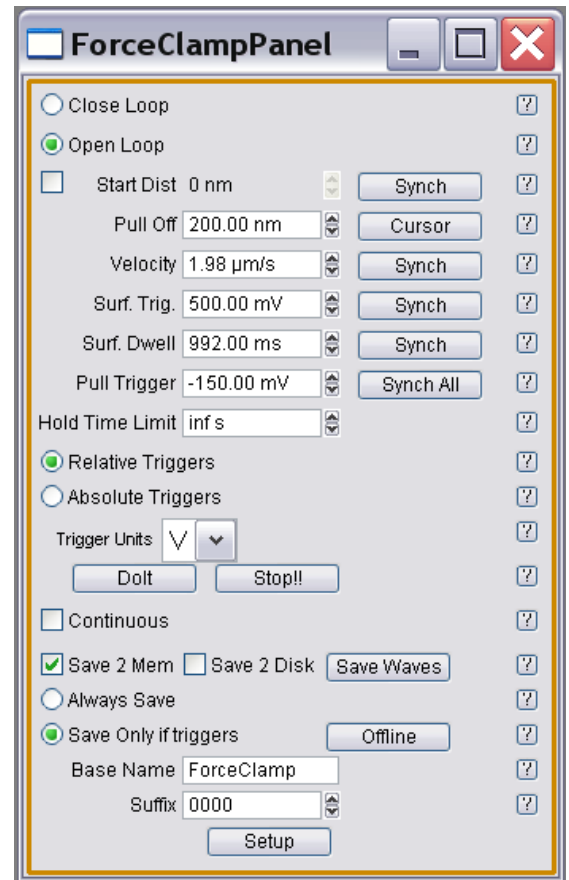 ForceClampPanel
Close Loop ?
Open Loop ?
Start Dist 0 nm Synch ?
Pull Off 200.00 nm Cursor ?
Velocity 1.98 µm/s Synch ?
Surf. Trig. 500.00 mV Synch ?
Surf. Dwell 992.00 ms Synch ?
Pull Trigger -150.00 mV Synch All ?
Hold Time Limit inf s ?
Relative Triggers ?
Absolute Triggers ?
Trigger Units V ?
DoIt Stop!! ?
Continuous ?
Save 2 Mem Save 2 Disk Save Waves ?
Always Save ?
Save Only if triggers Offline ?
Base Name ForceClamp ?
Suffix 0000 ?
Setup